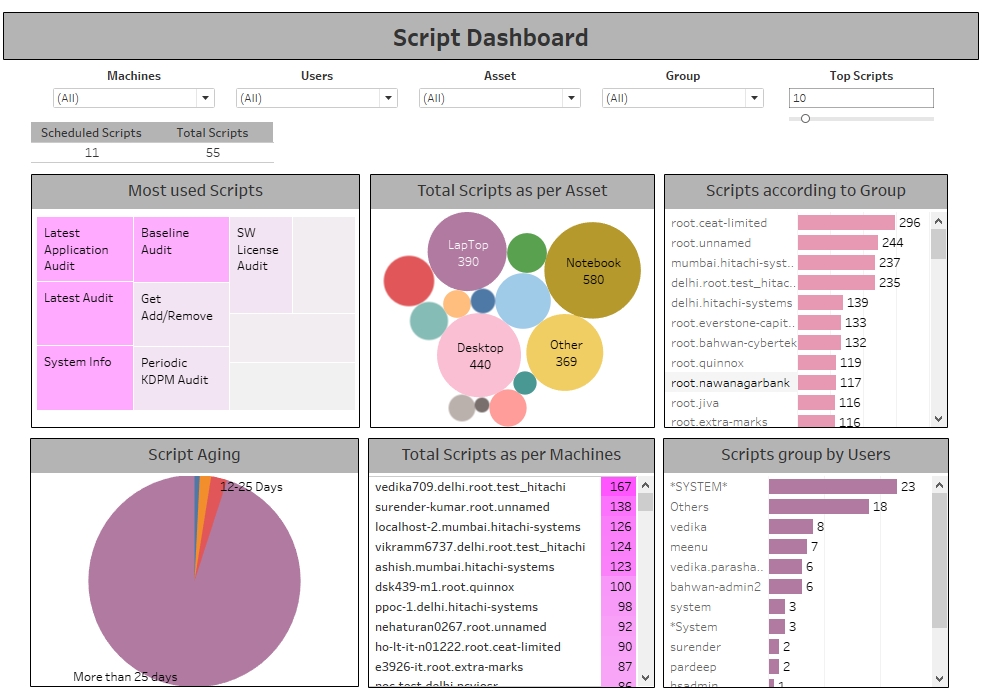 Script Dashboard
Machines Users Asset Group Top Scripts
(All) (All) (All) (All) 10
Scheduled Scripts Total Scripts
11 55
Most used Scripts
Latest
Application
Audit
Baseline
Audit
SW
License
Audit
Latest Audit
Get
Add/Remove
System Info
Periodic
KDPM Audit
Total Scripts as per Asset
LapTop
390
Notebook
580
Desktop
440
Other
369
Scripts according to Group
root.ceat-limited 296
root.unnamed 244
mumbai.hitachi-syst.. 237
delhi.root.test_hitac.. 235
delhi.hitachi-systems 139
root.everstone-capit.. 133
root.bahwan-cybertek 132
root.quinnox 119
root.nawanagarbank 117
root.jiva 116
root.extra-marks 116
Script Aging
12-25 Days
More than 25 days
Total Scripts as per Machines
vedika709.delhi.root.test_hitachi 167
surender-kumar.root.unnamed 138
localhost-2.mumbai.hitachi-systems 126
vikramm6737.delhi.root.test_hitachi 124
ashish.mumbai.hitachi-systems 123
dsk439-m1.root.quinnox 100
ppoc-1.delhi.hitachi-systems 98
nehaturan0267.root.unnamed 92
ho-lt-it-n01222.root.ceat-limited 90
e3926-it.root.extra-marks 87
86
Scripts group by Users
*SYSTEM* 23
Others 18
vedika 8
meenu 7
vedika.parasha.. 6
bahwan-admin2 6
system 3
*System 3
surender 2
pardeep 2
hsadmin 1